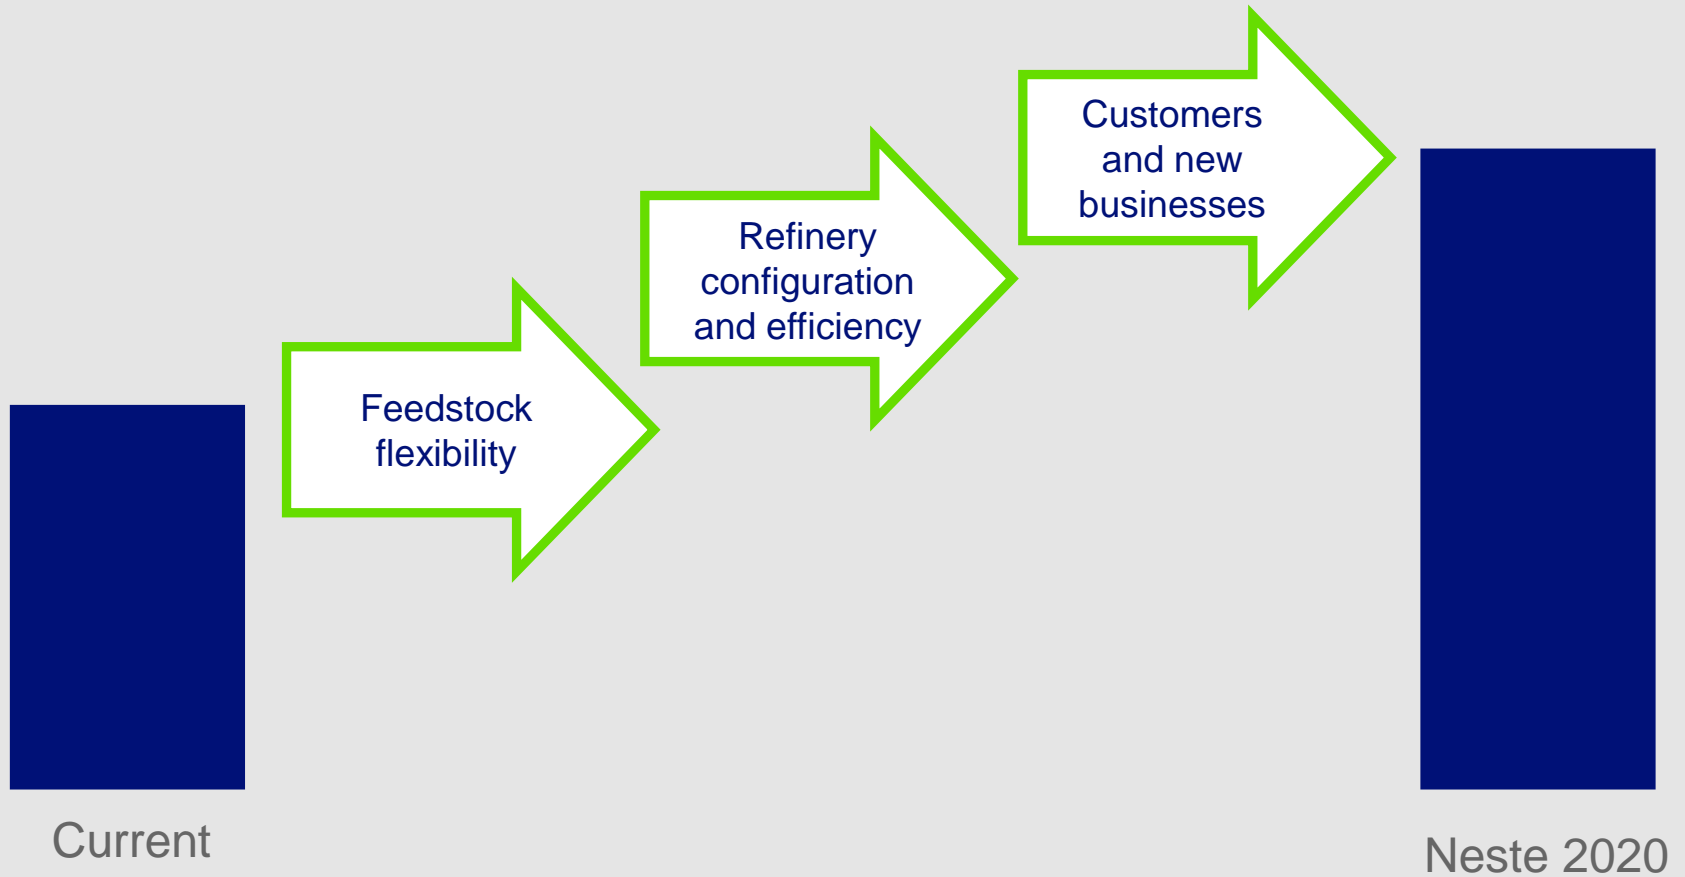 Customers
and new
businesses
Refinery
configuration
and efficiency
Feedstock
flexibility
Current
Neste 2020